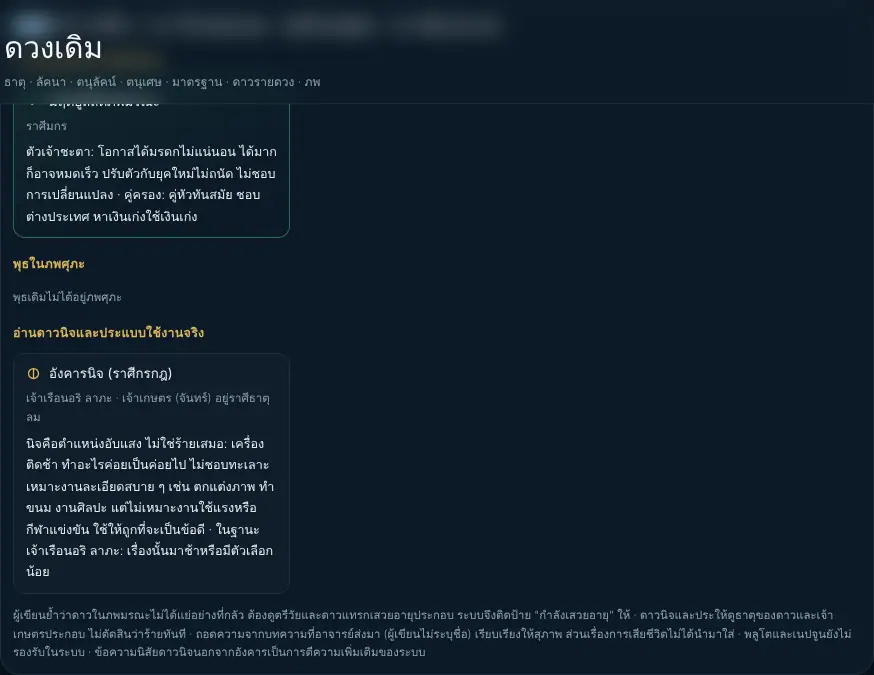 ดวงเดิม
ธาตุ · ลัคนา · ตนุลัคน์ · ตนุเศษ · มาตรฐาน · ดาวรายดวง · ภพ
ราศีมกร
ตัวเจ้าชะตา: โอกาสได้มรดกไม่แน่นอน ได้มาก
ก็อาจหมดเร็ว ปรับตัวกับยุคใหม่ไม่ถนัด ไม่ชอบ
การเปลี่ยนแปลง · คู่ครอง: คู่หัวทันสมัย ชอบ
ต่างประเทศ หาเงินเก่งใช้เงินเก่ง
พุธในภพศุภะ
พุธเดิมไม่ได้อยู่ภพศุภะ
อ่านดาวนิจและประแบบใช้งานจริง
อังคารนิจ (ราศีกรกฎ)
เจ้าเรือนอริ ลาภะ · เจ้าเกษตร (จันทร์) อยู่ราศีธาตุ
ลม
นิจคือตำแหน่งอับแสง ไม่ใช่ร้ายเสมอ: เครื่อง
ติดช้า ทำอะไรค่อยเป็นค่อยไป ไม่ชอบทะเลาะ
เหมาะงานละเอียดสบาย ๆ เช่น ตกแต่งภาพ ทำ
ขนม งานศิลปะ แต่ไม่เหมาะงานใช้แรงหรือ
กีฬาแข่งขัน ใช้ให้ถูกที่จะเป็นข้อดี · ในฐานะ
เจ้าเรือนอริ ลาภะ: เรื่องนั้นมาช้าหรือมีตัวเลือก
น้อย
ผู้เขียนย้ำว่าดาวในภพมรณะไม่ได้แย่อย่างที่กลัว ต้องดูตรีวัยและดาวแทรกเสวยอายุประกอบ ระบบจึงติดป้าย "กำลังเสวยอายุ" ให้ · ดาวนิจและประให้ดูธาตุของดาวและเจ้า
เกษตรประกอบ ไม่ตัดสินว่าร้ายทันที · ถอดความจากบทความที่อาจารย์ส่งมา (ผู้เขียนไม่ระบุชื่อ) เรียบเรียงให้สุภาพ ส่วนเรื่องการเสียชีวิตไม่ได้นำมาใส่ · พลูโตและเนปจูนยังไม่
รองรับในระบบ · ข้อความนิสัยดาวนิจนอกจากอังคารเป็นการตีความเพิ่มเติมของระบบ